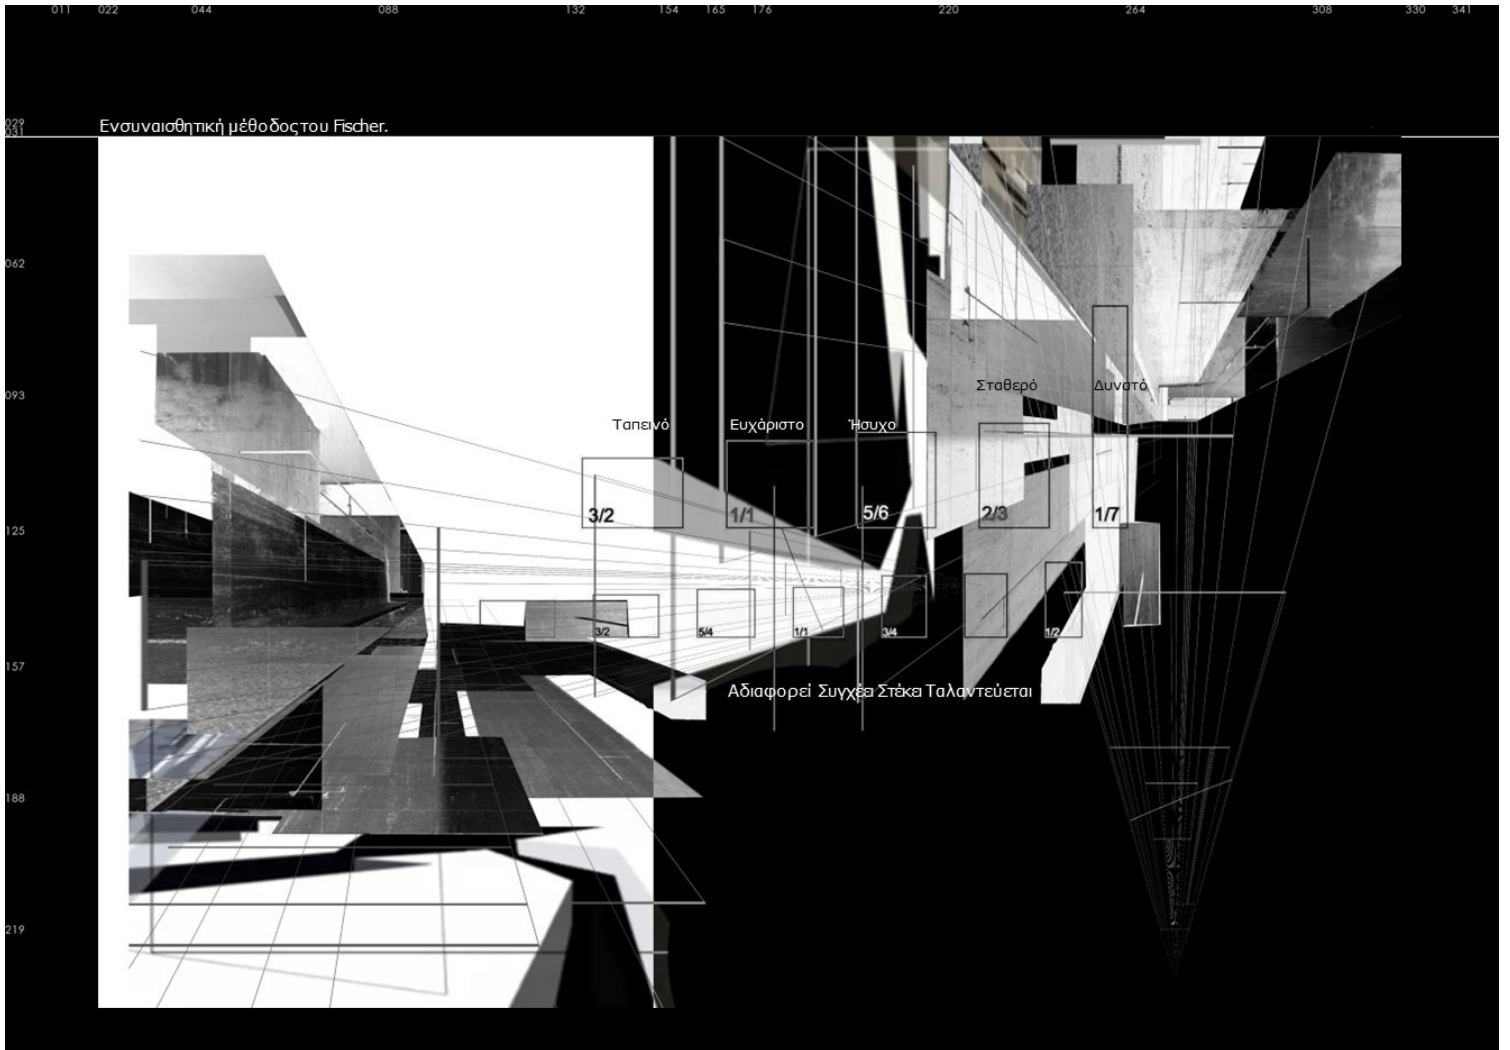 011 022 044 088 132 154 165 176 220 264 308 330 341
029
031
Ενσυναισθητική μέθοδος του Fischer.
062
093
Σταθερό Δυνατό
Ταπεινό Ευχάριστο Ήσυχο
3/2 1/1 5/6 2/3 1/7
125
3/2 5/4 1/1 3/4 1/2
157
Αδιαφορεί Συγχέει Στέκει Ταλαντεύεται
188
219